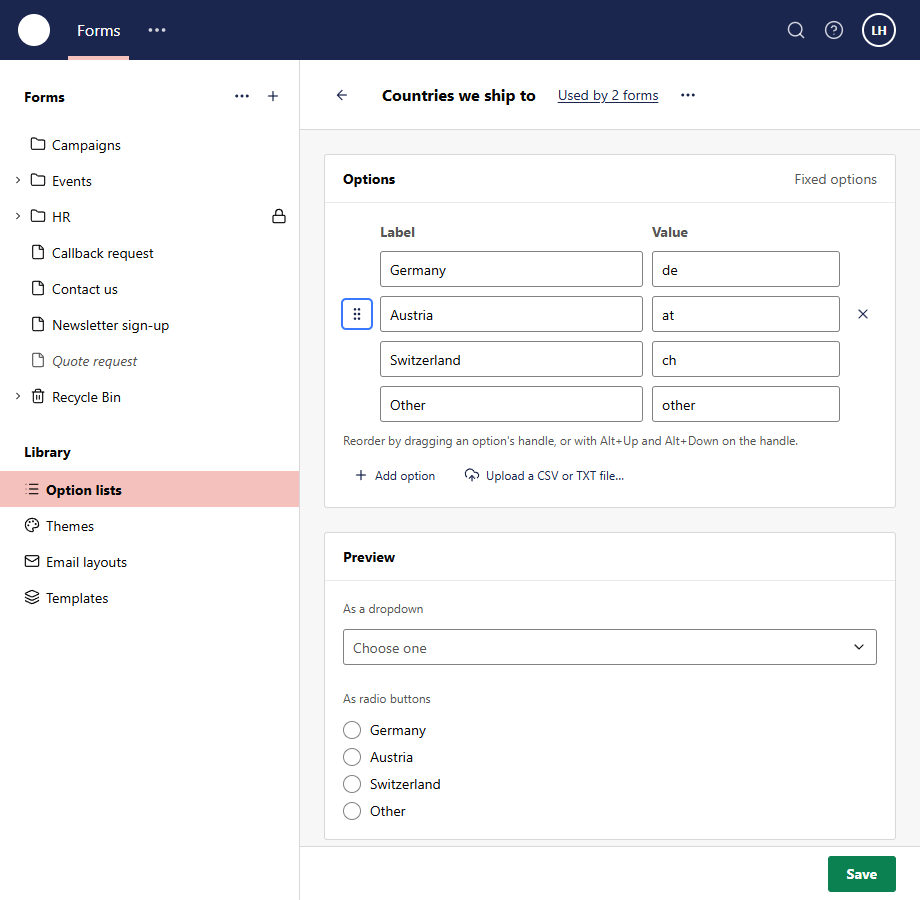 Forms
LH
Forms
Campaigns
Events
HR
Callback request
Contact us
Newsletter sign-up
Quote request
Recycle Bin
Library
Option lists
Themes
Email layouts
Templates
Countries we ship to Used by 2 forms
Options Fixed options
Label Value
Germany de
Austria at
Switzerland ch
Other other
Reorder by dragging an option's handle, or with Alt+Up and Alt+Down on the handle.
Add option Upload a CSV or TXT file...
Preview
As a dropdown
Choose one
As radio buttons
Germany
Austria
Switzerland
Other
Save